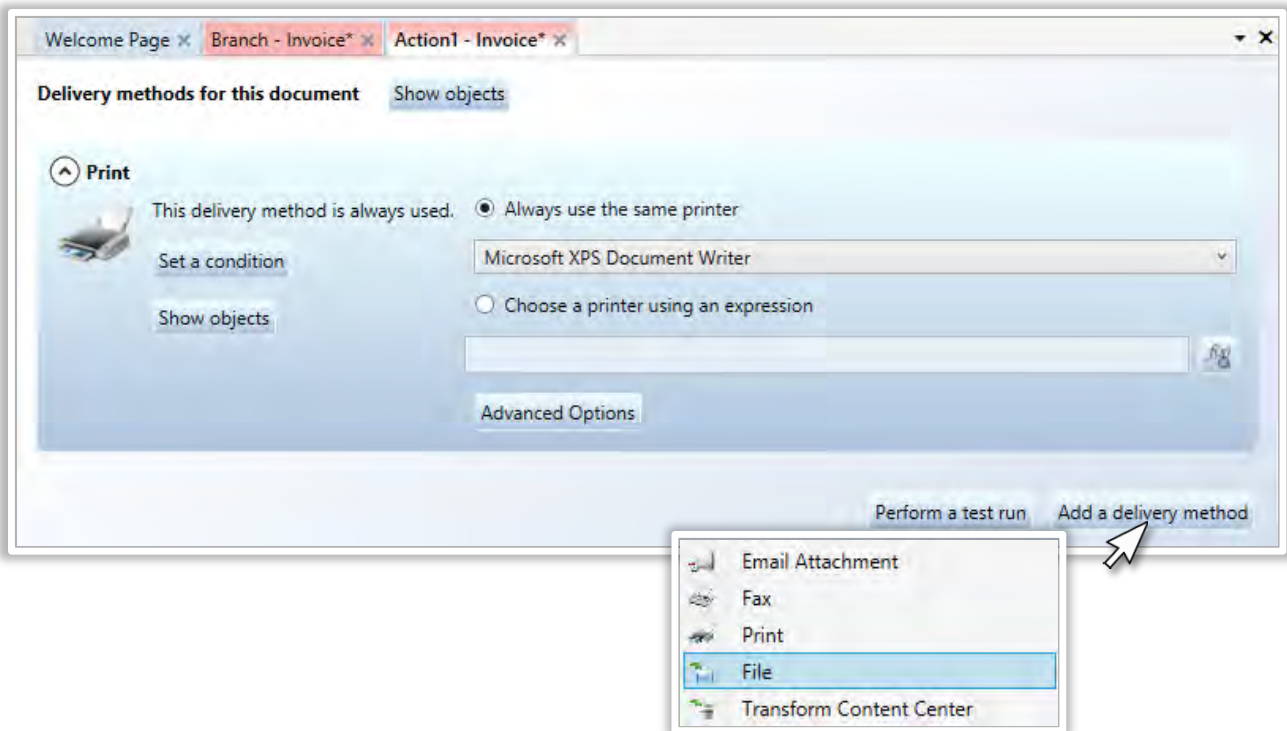 Welcome Page × Branch - Invoice* × Action1 - Invoice* ×
Delivery methods for this document Show objects
Print
This delivery method is always used. Always use the same printer
Set a condition Microsoft XPS Document Writer
Show objects Choose a printer using an expression
Advanced Options
Perform a test run Add a delivery method
Email Attachment
Fax
Print
File
Transform Content Center